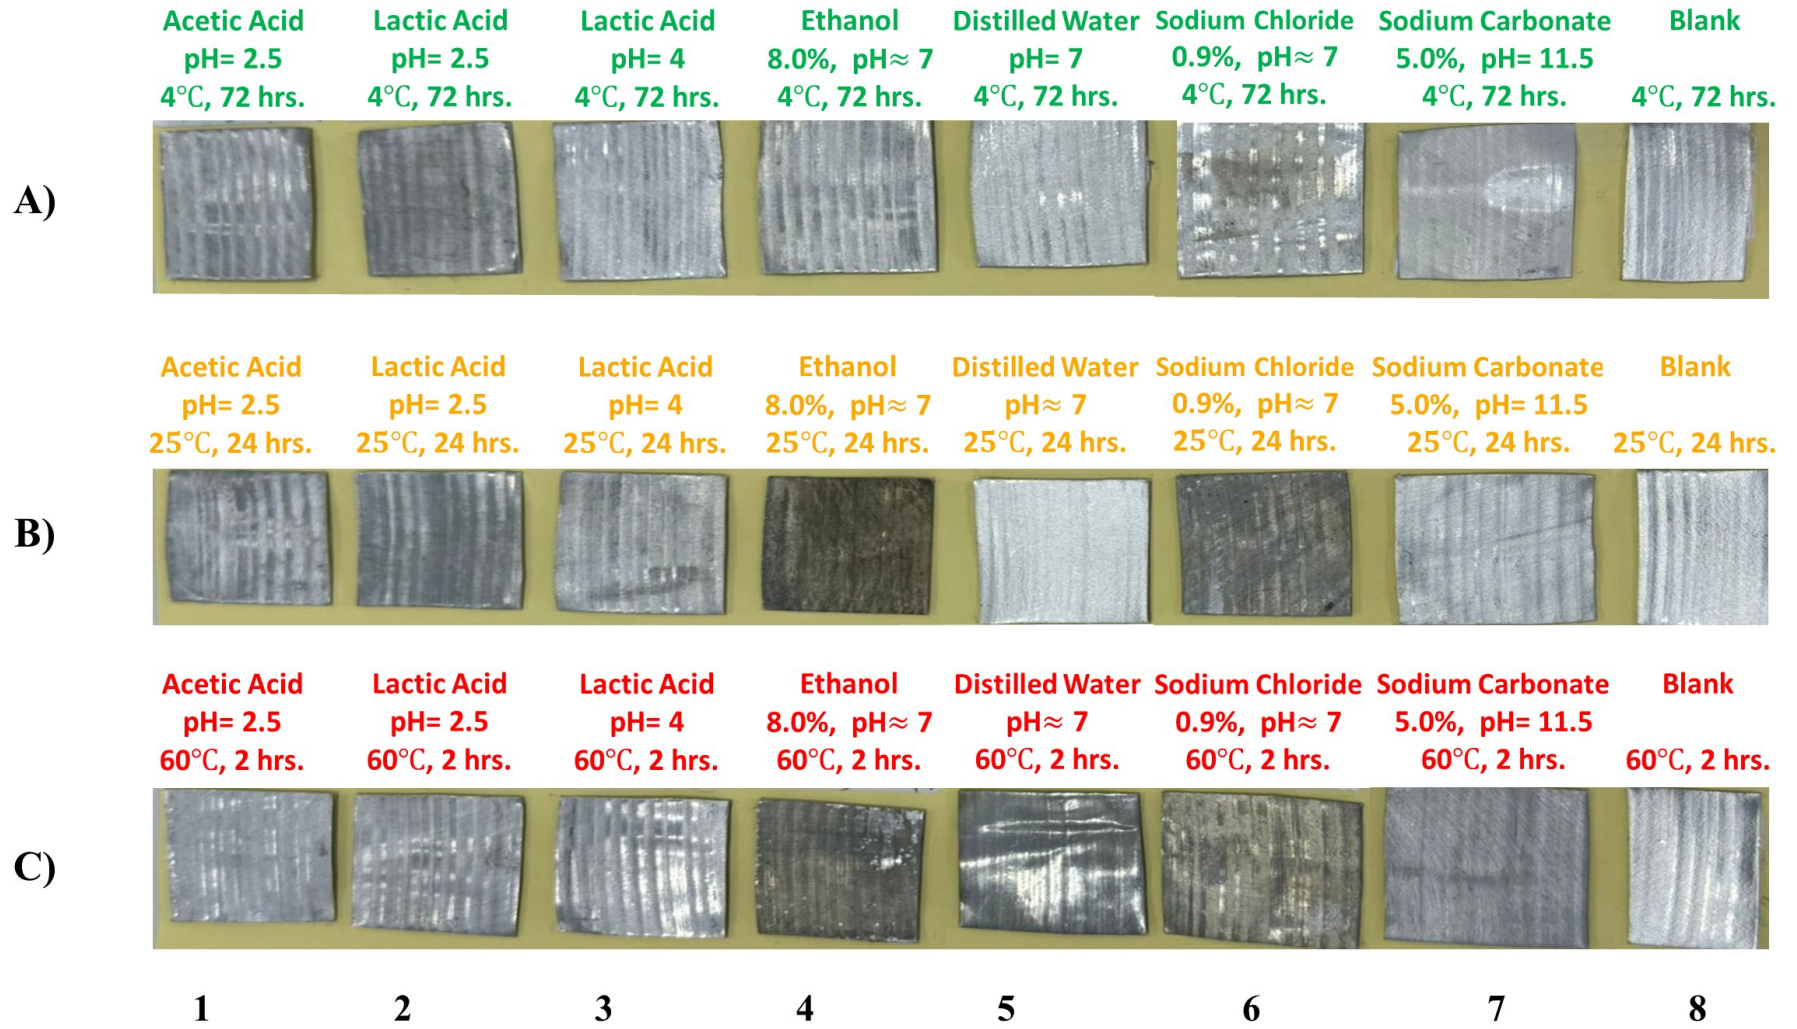 Acetic Acid
pH= 2.5
4°C, 72 hrs.
Lactic Acid
pH= 2.5
4°C, 72 hrs.
Lactic Acid
pH= 4
4°C, 72 hrs.
Ethanol
8.0%, pH≈ 7
4°C, 72 hrs.
Distilled Water
pH= 7
4°C, 72 hrs.
Sodium Chloride
0.9%, pH≈ 7
4°C, 72 hrs.
Sodium Carbonate
5.0%, pH= 11.5
4°C, 72 hrs.
Blank
4°C, 72 hrs.
A)
Acetic Acid
pH= 2.5
25°C, 24 hrs.
Lactic Acid
pH= 2.5
25°C, 24 hrs.
Lactic Acid
pH= 4
25°C, 24 hrs.
Ethanol
8.0%, pH≈ 7
25°C, 24 hrs.
Distilled Water
pH≈ 7
25°C, 24 hrs.
Sodium Chloride
0.9%, pH≈ 7
25°C, 24 hrs.
Sodium Carbonate
5.0%, pH= 11.5
25°C, 24 hrs.
Blank
25°C, 24 hrs.
B)
Acetic Acid
pH= 2.5
60°C, 2 hrs.
Lactic Acid
pH= 2.5
60°C, 2 hrs.
Lactic Acid
pH= 4
60°C, 2 hrs.
Ethanol
8.0%, pH≈ 7
60°C, 2 hrs.
Distilled Water
pH≈ 7
60°C, 2 hrs.
Sodium Chloride
0.9%, pH≈ 7
60°C, 2 hrs.
Sodium Carbonate
5.0%, pH= 11.5
60°C, 2 hrs.
Blank
60°C, 2 hrs.
C)
1 2 3 4 5 6 7 8